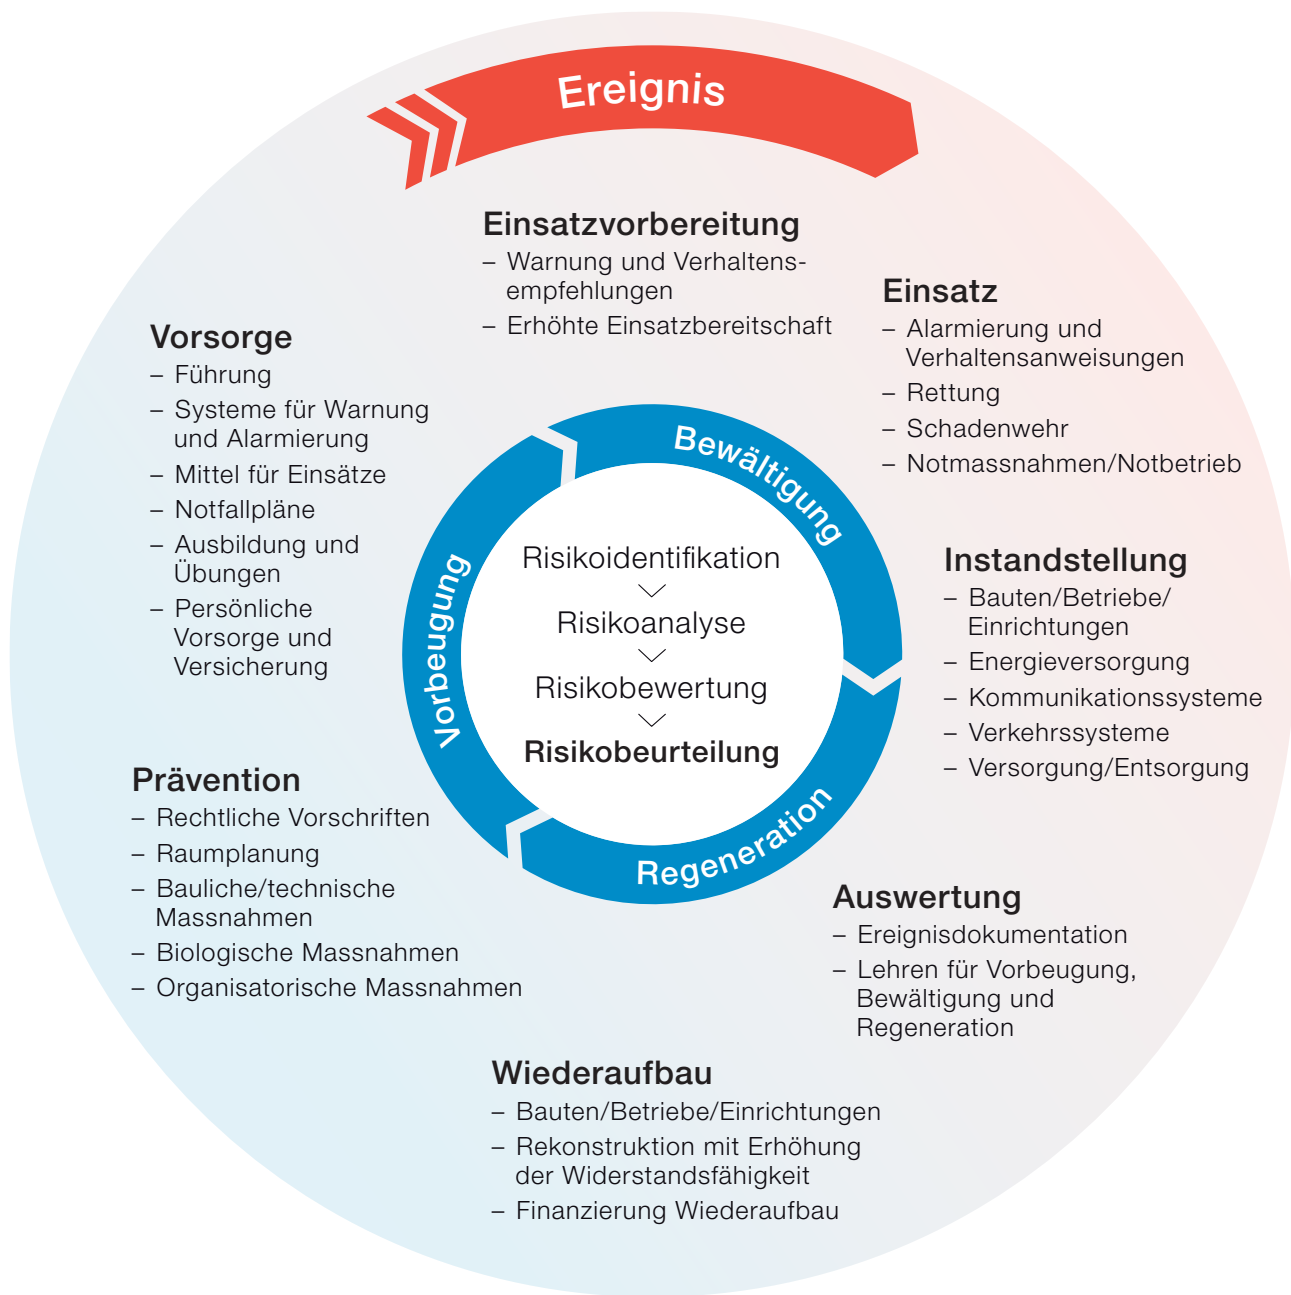 Ereignis
Einsatzvorbereitung
– Warnung und Verhaltens-
empfehlungen
– Erhöhte Einsatzbereitschaft
Einsatz
– Alarmierung und
Verhaltensanweisungen
– Rettung
– Schadenwehr
– Notmassnahmen/Notbetrieb
Vorsorge
– Führung
– Systeme für Warnung
und Alarmierung
– Mittel für Einsätze
– Notfallpläne
– Ausbildung und
Übungen
– Persönliche
Vorsorge und
Versicherung
Bewältigung
Vorbeugung
Regeneration
Risikoidentifikation
Risikoanalyse
Risikobewertung
Risikobeurteilung
Instandstellung
– Bauten/Betriebe/
Einrichtungen
– Energieversorgung
– Kommunikationssysteme
– Verkehrssysteme
– Versorgung/Entsorgung
Prävention
– Rechtliche Vorschriften
– Raumplanung
– Bauliche/technische
Massnahmen
– Biologische Massnahmen
– Organisatorische Massnahmen
Auswertung
– Ereignisdokumentation
– Lehren für Vorbeugung,
Bewältigung und
Regeneration
Wiederaufbau
– Bauten/Betriebe/Einrichtungen
– Rekonstruktion mit Erhöhung
der Widerstandsfähigkeit
– Finanzierung Wiederaufbau